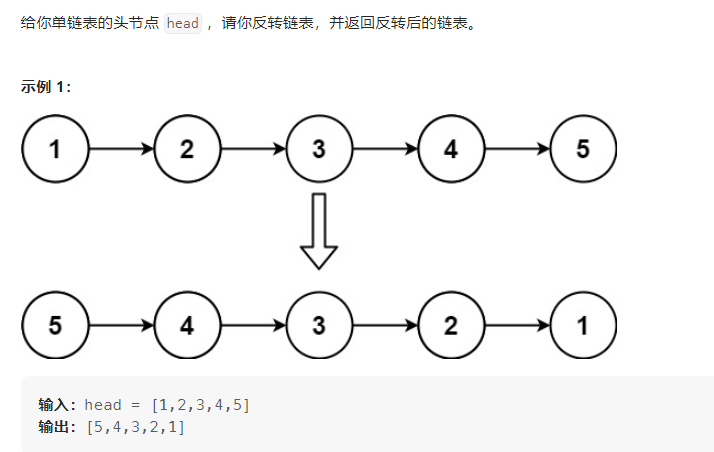 给你单链表的头节点 head ，请你反转链表，并返回反转后的链表。
示例 1：
1 2 3 4 5
5 4 3 2 1
输入：head = [1,2,3,4,5]
输出：[5,4,3,2,1]